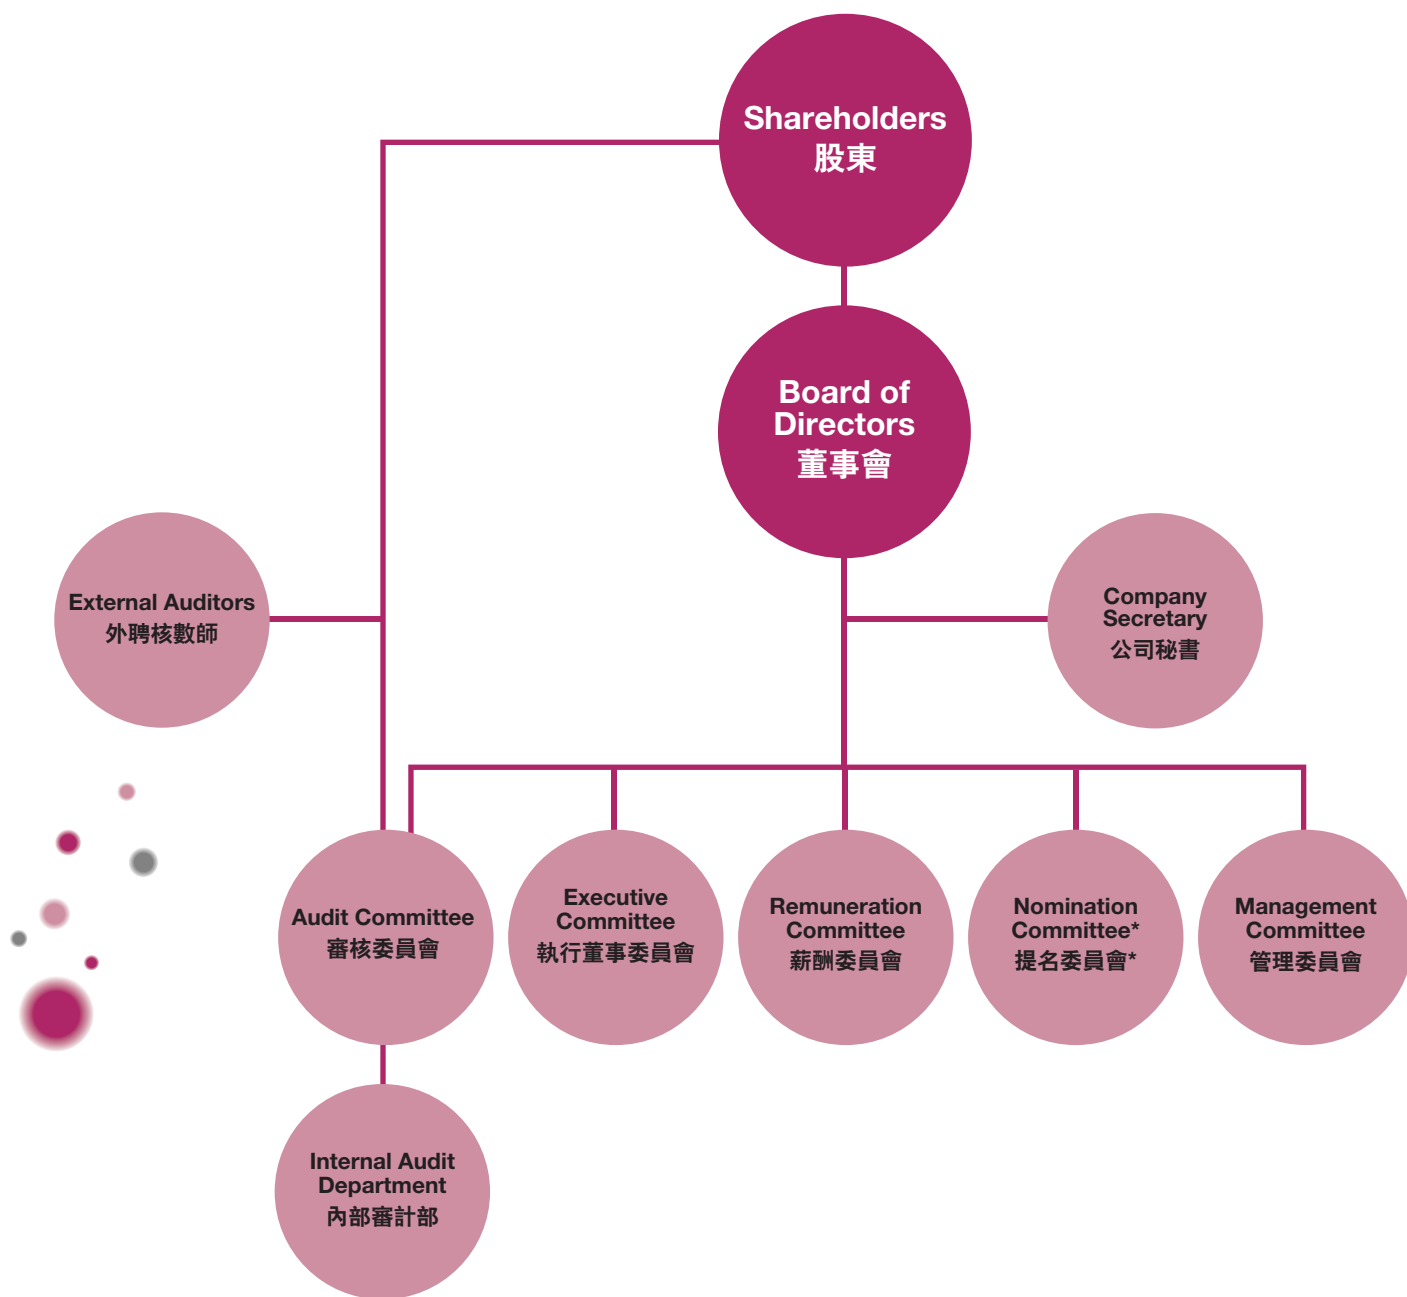 Shareholders
股東
Board of
Directors
董事會
External Auditors
外聘核數師
Company
Secretary
公司秘書
Audit Committee
審核委員會
Executive
Committee
執行董事委員會
Remuneration
Committee
薪酬委員會
Nomination
Committee*
提名委員會*
Management
Committee
管理委員會
Internal Audit
Department
內部審計部